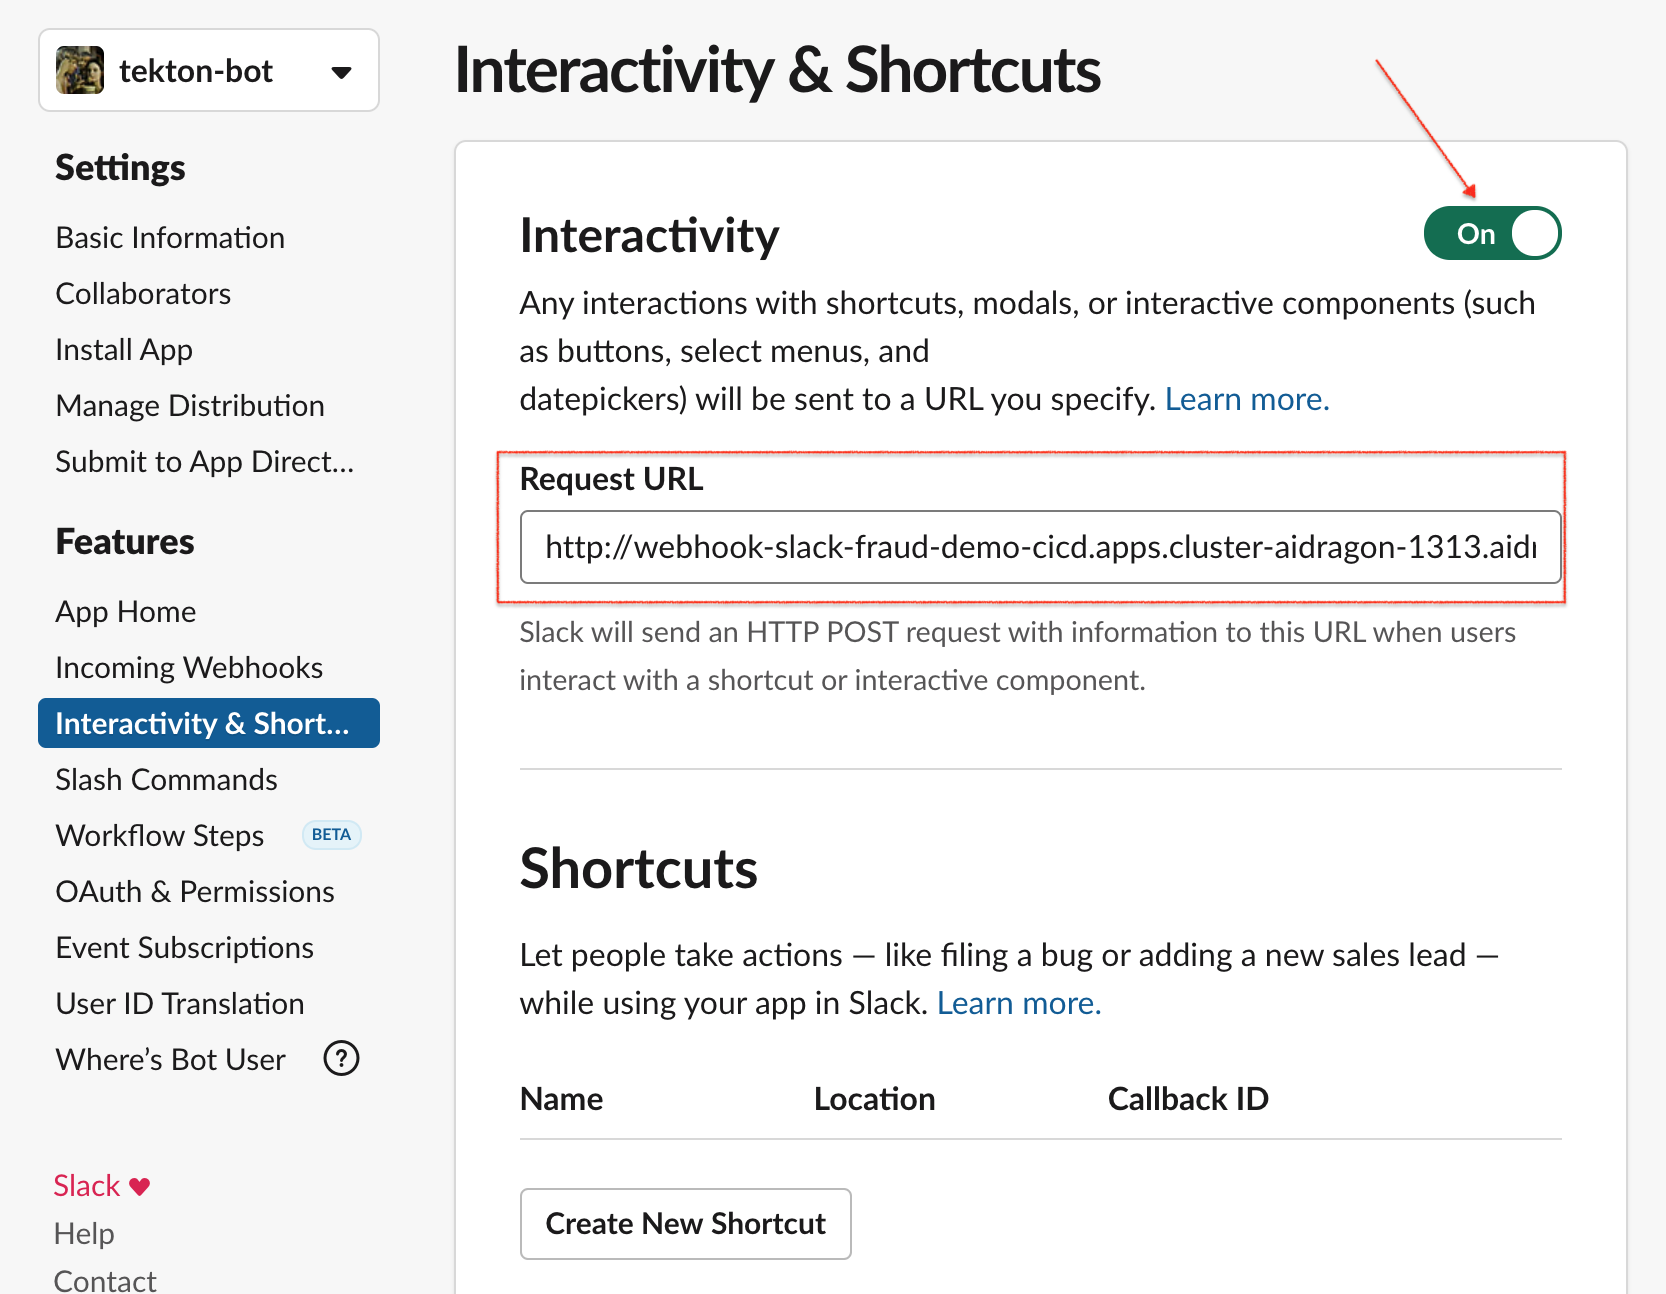 tekton-bot
Settings
Basic Information
Collaborators
Install App
Manage Distribution
Submit to App Direct...
Features
App Home
Incoming Webhooks
Interactivity & Short...
Slash Commands
Workflow Steps BETA
OAuth & Permissions
Event Subscriptions
User ID Translation
Where's Bot User ?
Slack ♥
Help
Contact
Interactivity & Shortcuts
Interactivity On
Any interactions with shortcuts, modals, or interactive components (such
as buttons, select menus, and
datepickers) will be sent to a URL you specify. Learn more.
Request URL
http://webhook-slack-fraud-demo-cicd.apps.cluster-aidragon-1313.aid
Slack will send an HTTP POST request with information to this URL when users
interact with a shortcut or interactive component.
Shortcuts
Let people take actions — like filing a bug or adding a new sales lead —
while using your app in Slack. Learn more.
Name Location Callback ID
Create New Shortcut